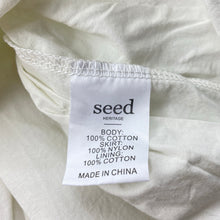 seed
HERITAGE
BODY:
100% COTTON
SKIRT:
100% NYLON
LINING:
100% COTTON
MADE IN CHINA